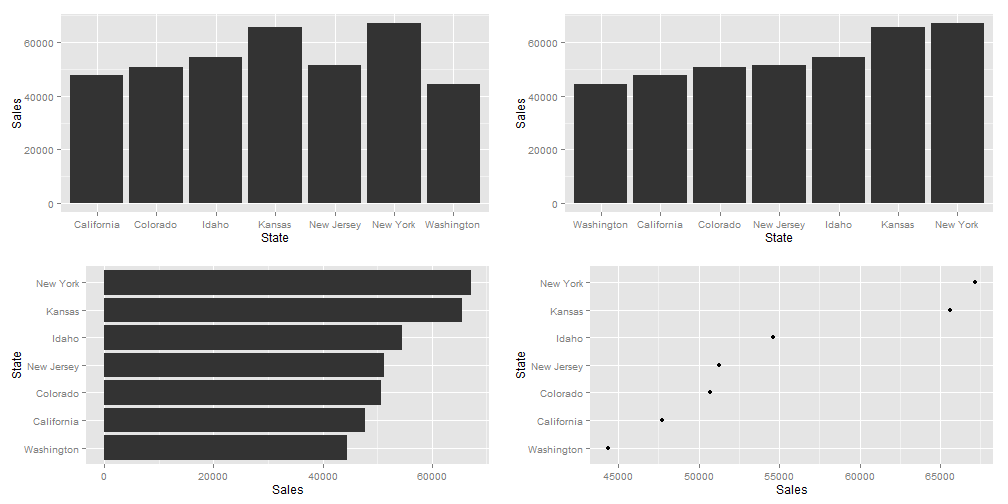 60000
40000
20000
0
Sales
California Colorado Idaho Kansas New Jersey New York Washington
State
60000
40000
20000
0
Sales
Washington California Colorado New Jersey Idaho Kansas New York
State
New York
Kansas
Idaho
New Jersey
Colorado
California
Washington
State
0 20000 40000 60000
Sales
New York
Kansas
Idaho
New Jersey
Colorado
California
Washington
State
45000 50000 55000 60000 65000
Sales